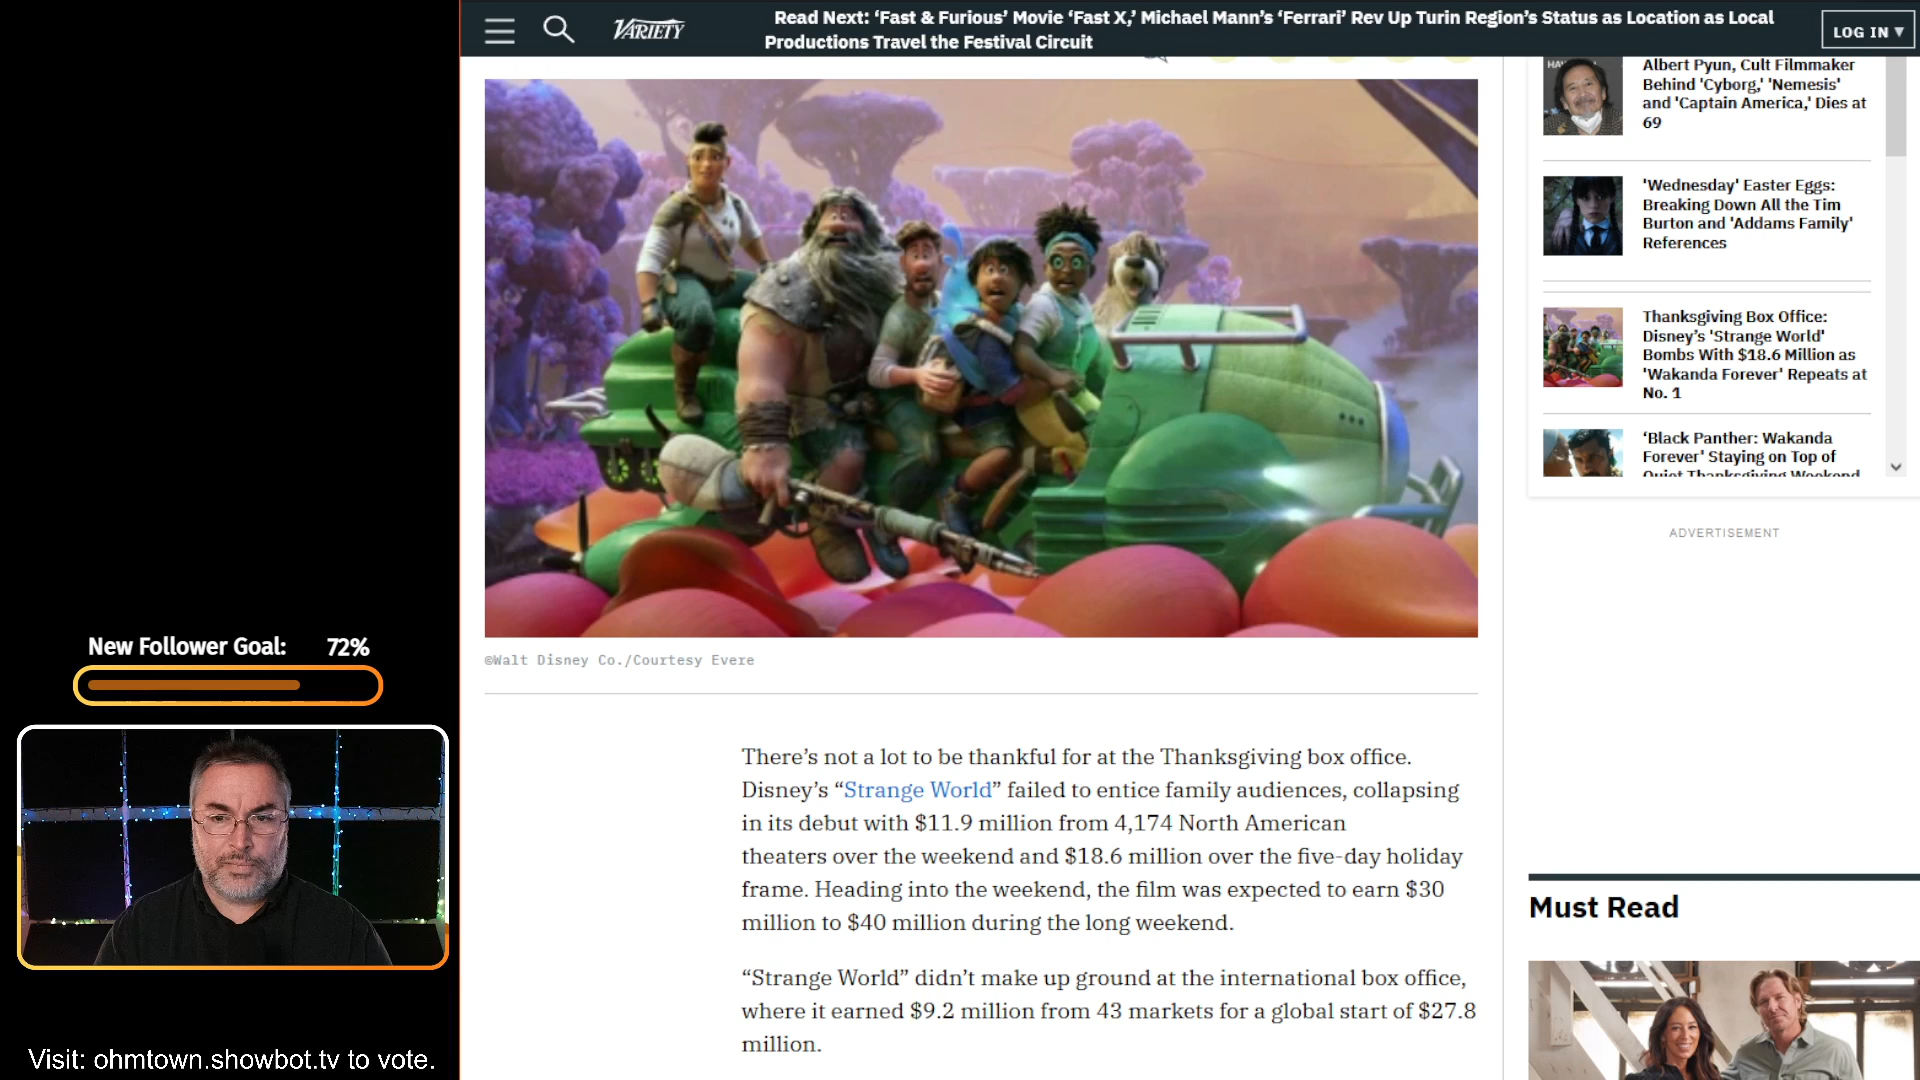 VARIETY
Read Next: ‘Fast & Furious’ Movie ‘Fast X,’ Michael Mann’s ‘Ferrari’ Rev Up Turin Region’s Status as Location as Local
Productions Travel the Festival Circuit
LOG IN ▾
Albert Pyun, Cult Filmmaker
Behind 'Cyborg,' 'Nemesis'
and 'Captain America,' Dies at
69
'Wednesday' Easter Eggs:
Breaking Down All the Tim
Burton and 'Addams Family'
References
Thanksgiving Box Office:
Disney’s 'Strange World'
Bombs With $18.6 Million as
'Wakanda Forever' Repeats at
No. 1
‘Black Panther: Wakanda
Forever' Staying on Top of
Quiet Thanksgiving Weekend
ADVERTISEMENT
Must Read
©Walt Disney Co./Courtesy Evere
There’s not a lot to be thankful for at the Thanksgiving box office.
Disney’s “Strange World” failed to entice family audiences, collapsing
in its debut with $11.9 million from 4,174 North American
theaters over the weekend and $18.6 million over the five-day holiday
frame. Heading into the weekend, the film was expected to earn $30
million to $40 million during the long weekend.
“Strange World” didn’t make up ground at the international box office,
where it earned $9.2 million from 43 markets for a global start of $27.8
million.
New Follower Goal: 72%
Visit: ohmtown.showbot.tv to vote.